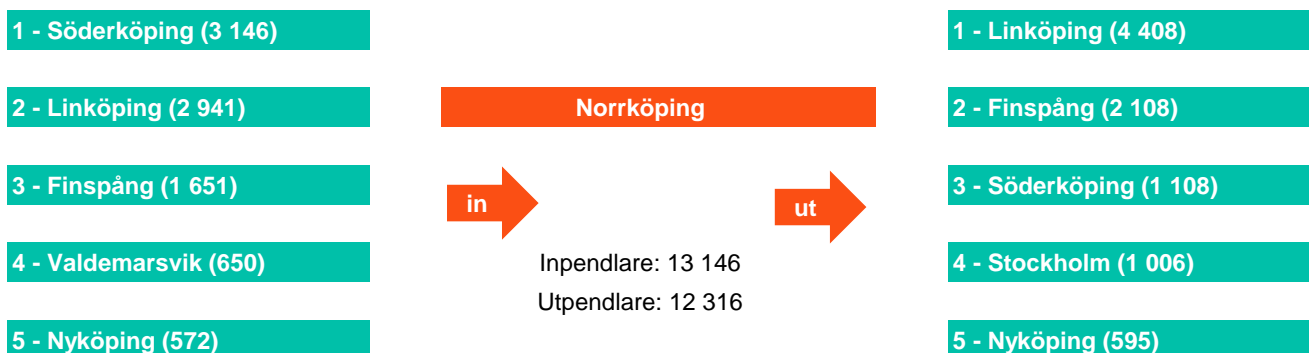 1 - Söderköping (3 146)
2 - Linköping (2 941)
3 - Finspång (1 651)
4 - Valdemarsvik (650)
5 - Nyköping (572)
Norrköping
in
ut
Inpendlare: 13 146
Utpendlare: 12 316
1 - Linköping (4 408)
2 - Finspång (2 108)
3 - Söderköping (1 108)
4 - Stockholm (1 006)
5 - Nyköping (595)